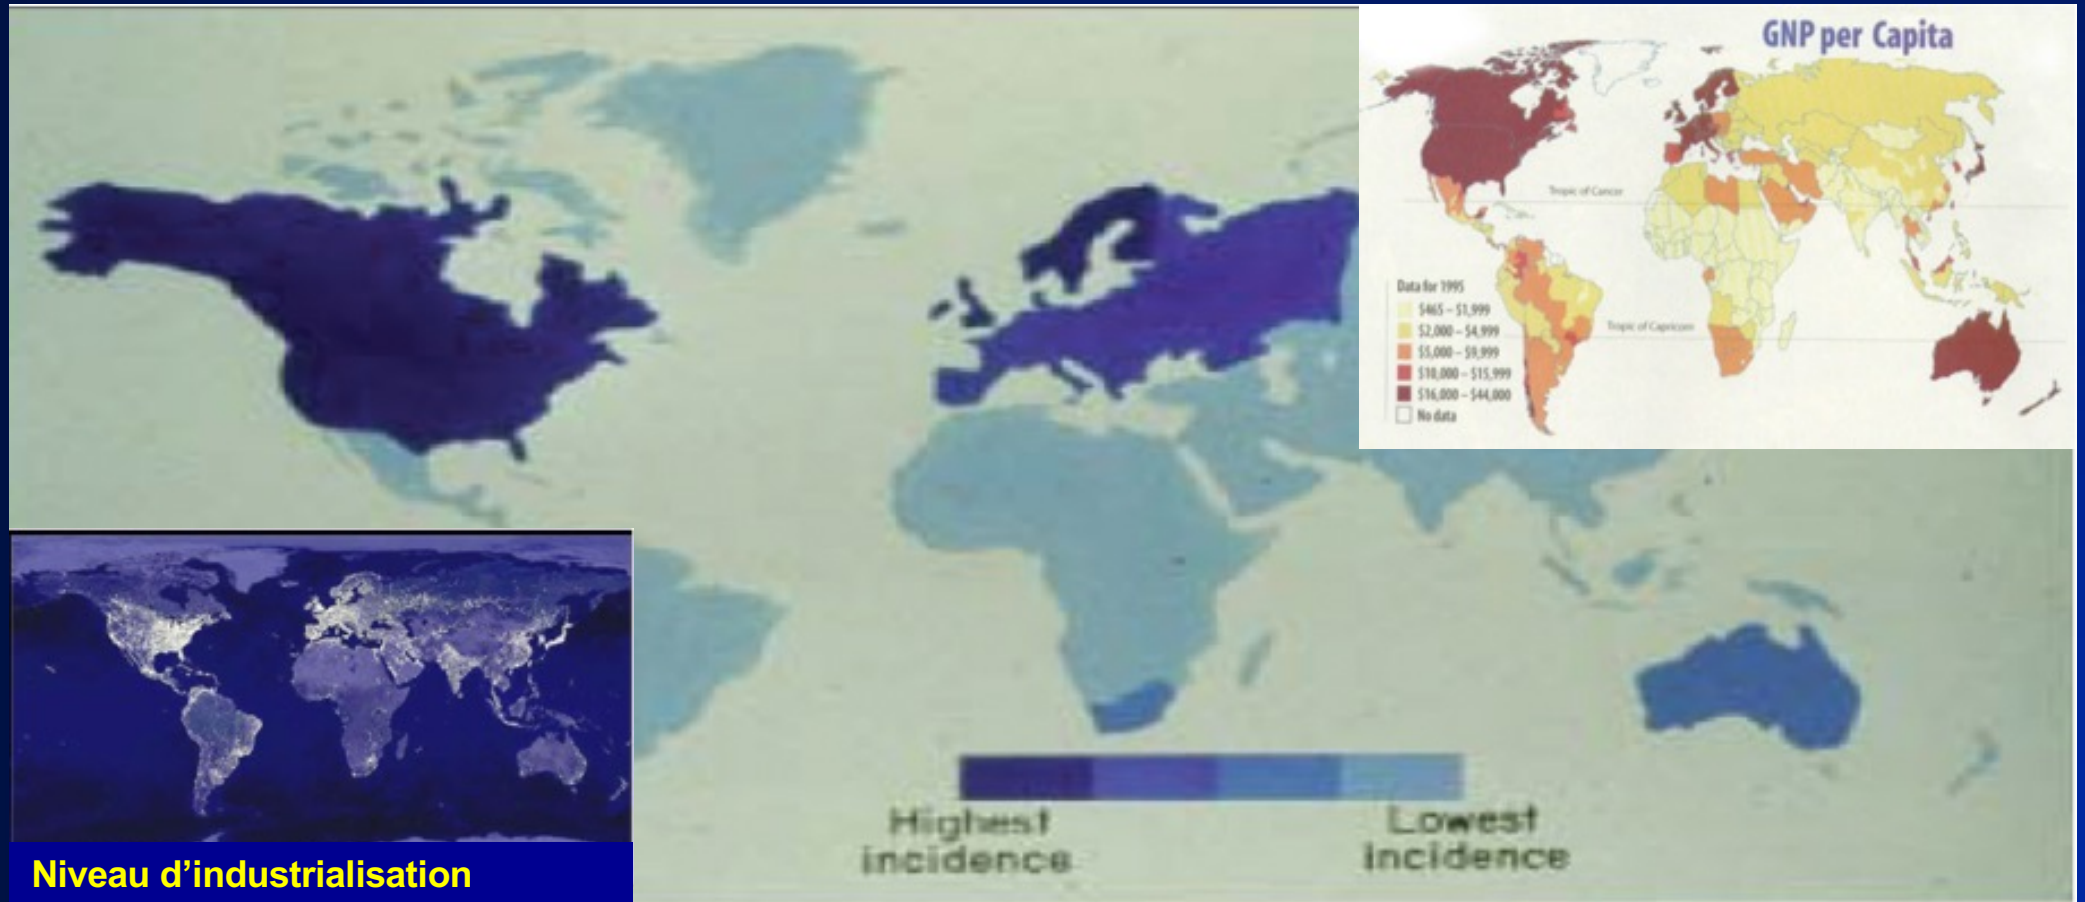 GNP per Capita
Tropic of Cancer
Data for 1995
$465 – $1,999
$2,000 – $4,999
Tropic of Capricorn
$5,000 – $9,999
$10,000 – $15,999
$16,000 – $44,000
No data
Highest
incidence
Lowest
incidence
Niveau d’industrialisation